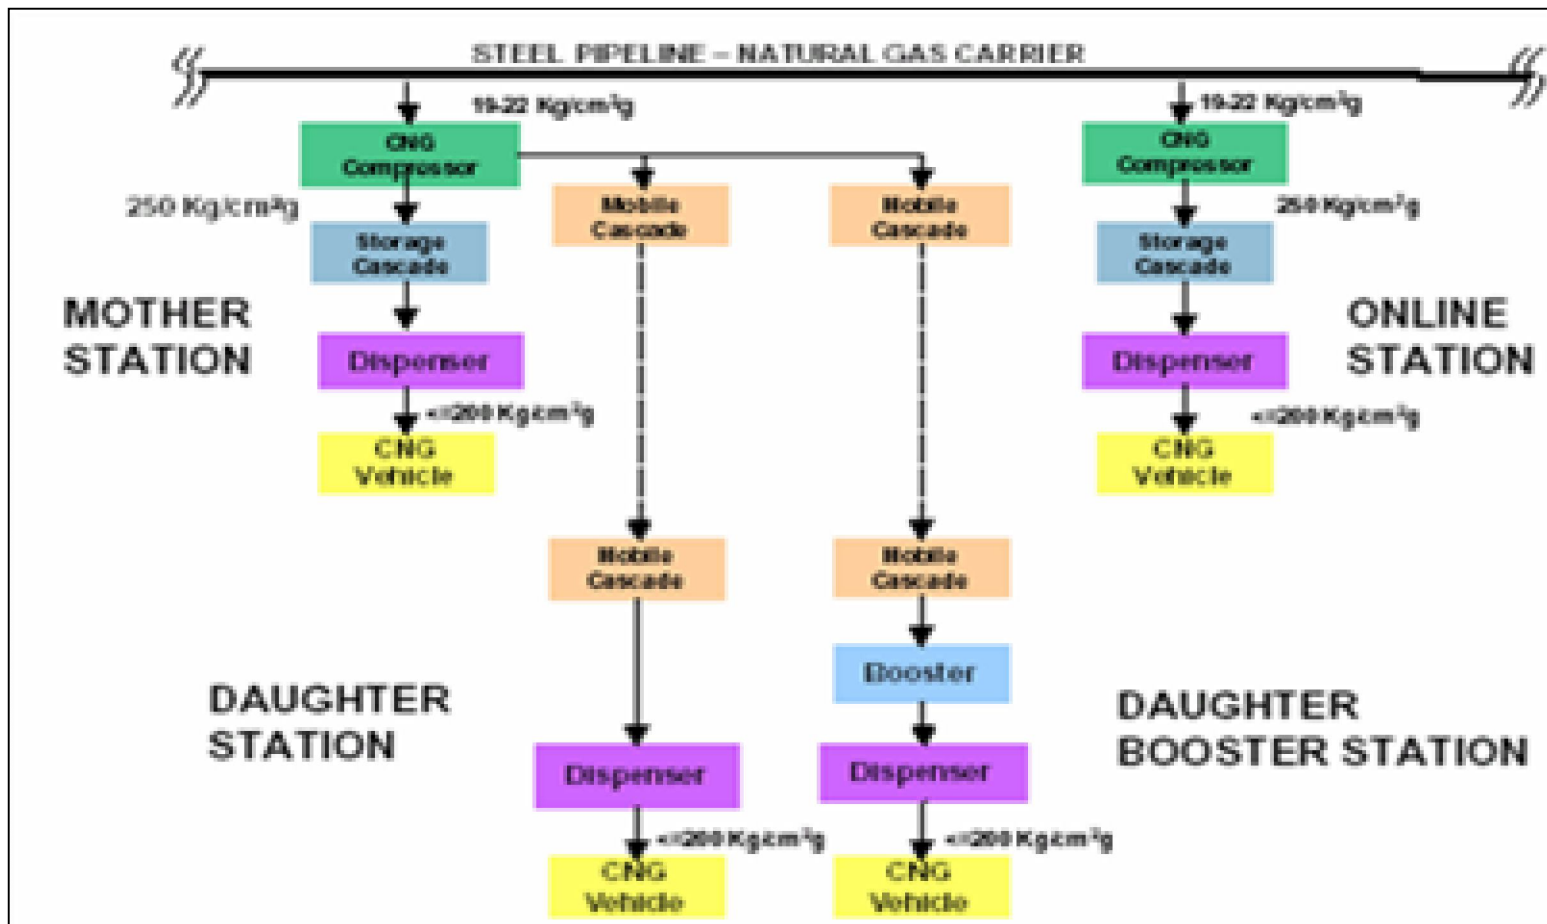 STEEL PIPELINE – NATURAL GAS CARRIER
19-22 Kg/cm²g
19-22 Kg/cm²g
CNG
Compressor
CNG
Compressor
250 Kg/cm²g
Mobile
Cascade
Mobile
Cascade
250 Kg/cm²g
Storage
Cascade
Storage
Cascade
MOTHER
STATION
ONLINE
STATION
Dispenser
Dispenser
<=200 Kg/cm²g
<=200 Kg/cm²g
CNG
Vehicle
CNG
Vehicle
Mobile
Cascade
Mobile
Cascade
Booster
DAUGHTER
STATION
DAUGHTER
BOOSTER STATION
Dispenser
Dispenser
<=200 Kg/cm²g
<=200 Kg/cm²g
CNG
Vehicle
CNG
Vehicle